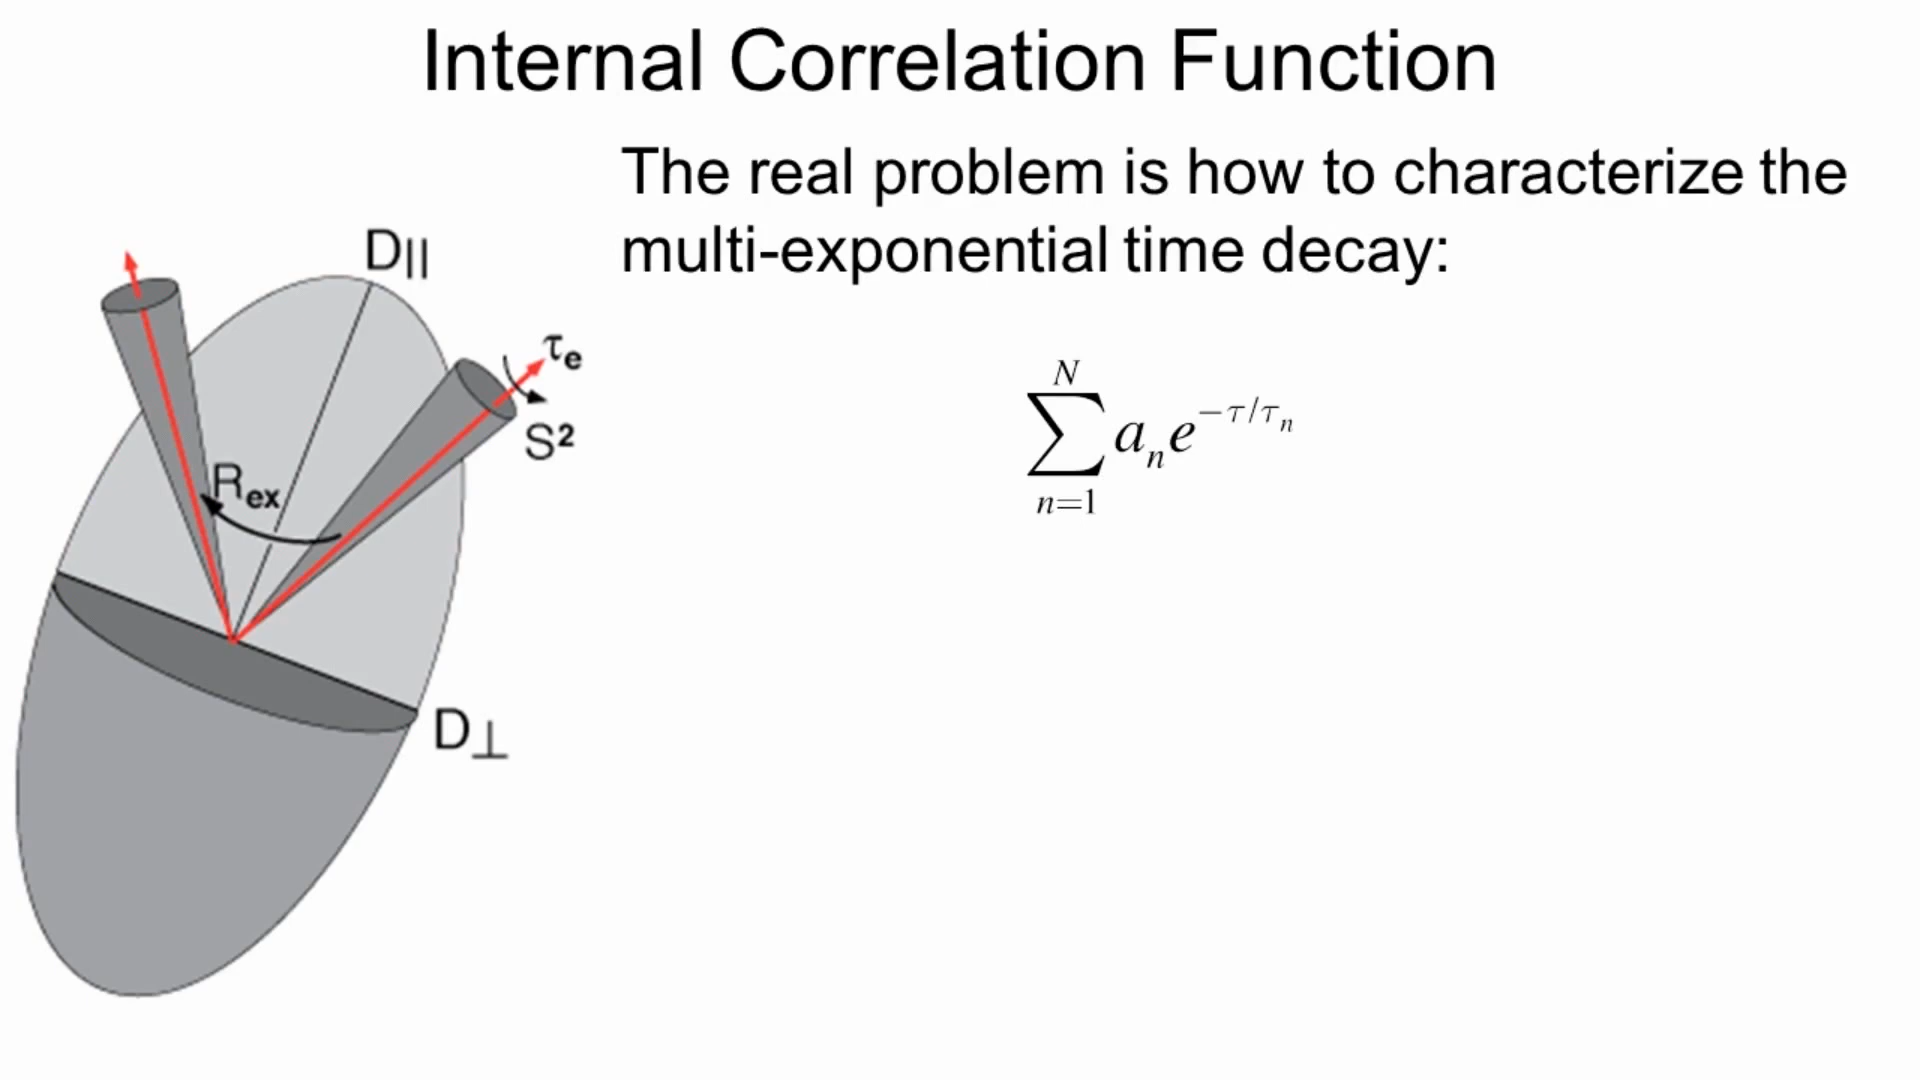 Internal Correlation Function
The real problem is how to characterize the
multi-exponential time decay:
D||
τe
S²
Rex
D⊥
N
∑ aₙe^{−τ/τₙ}
n=1